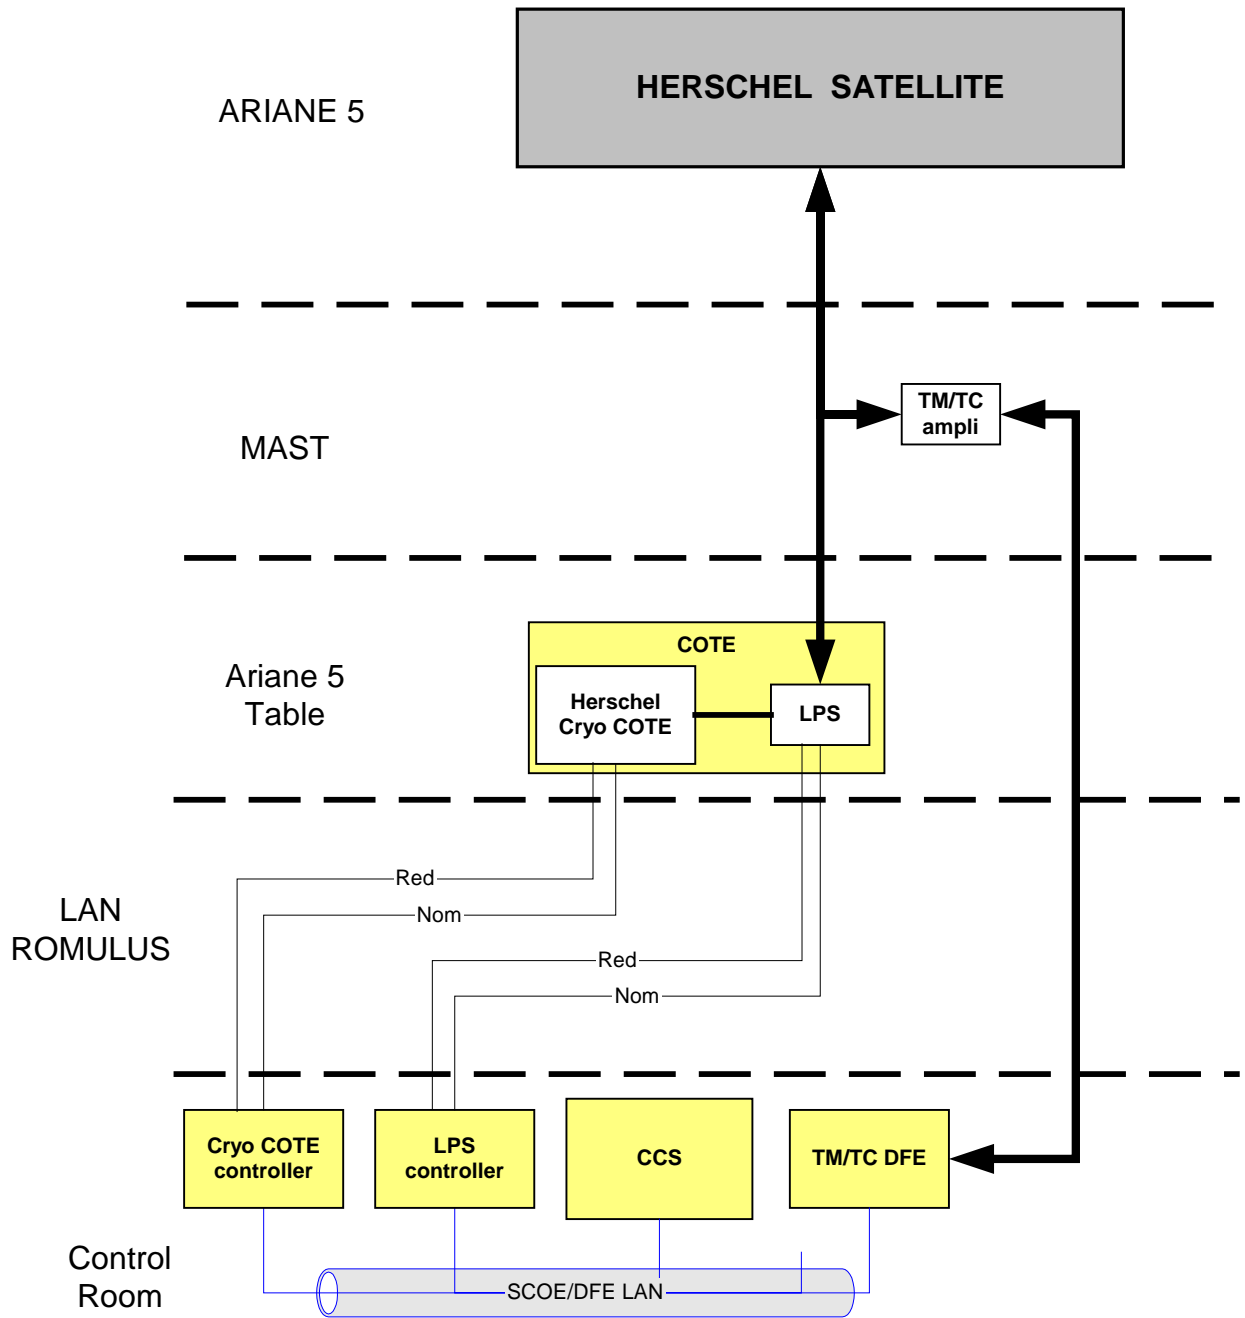 HERSCHEL SATELLITE
ARIANE 5
TM/TC
ampli
MAST
COTE
Ariane 5
Table
Herschel
Cryo COTE
LPS
Red
Nom
LAN
ROMULUS
Red
Nom
Cryo COTE
controller
LPS
controller
CCS
TM/TC DFE
Control
Room
SCOE/DFE LAN